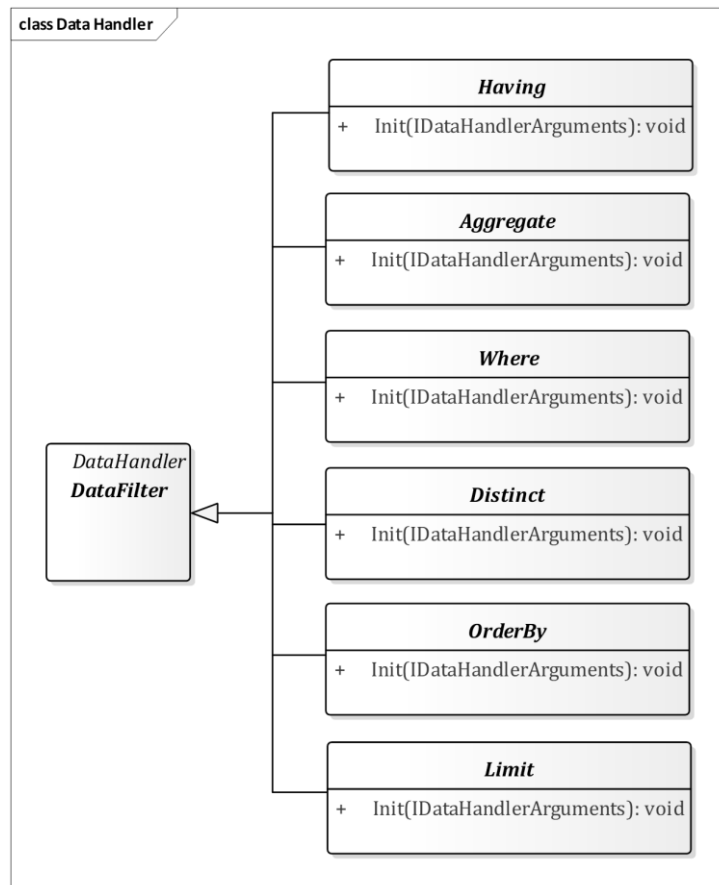 class Data Handler
Having
+ Init(IDataHandlerArguments): void
Aggregate
+ Init(IDataHandlerArguments): void
Where
+ Init(IDataHandlerArguments): void
DataHandler
DataFilter
Distinct
+ Init(IDataHandlerArguments): void
OrderBy
+ Init(IDataHandlerArguments): void
Limit
+ Init(IDataHandlerArguments): void